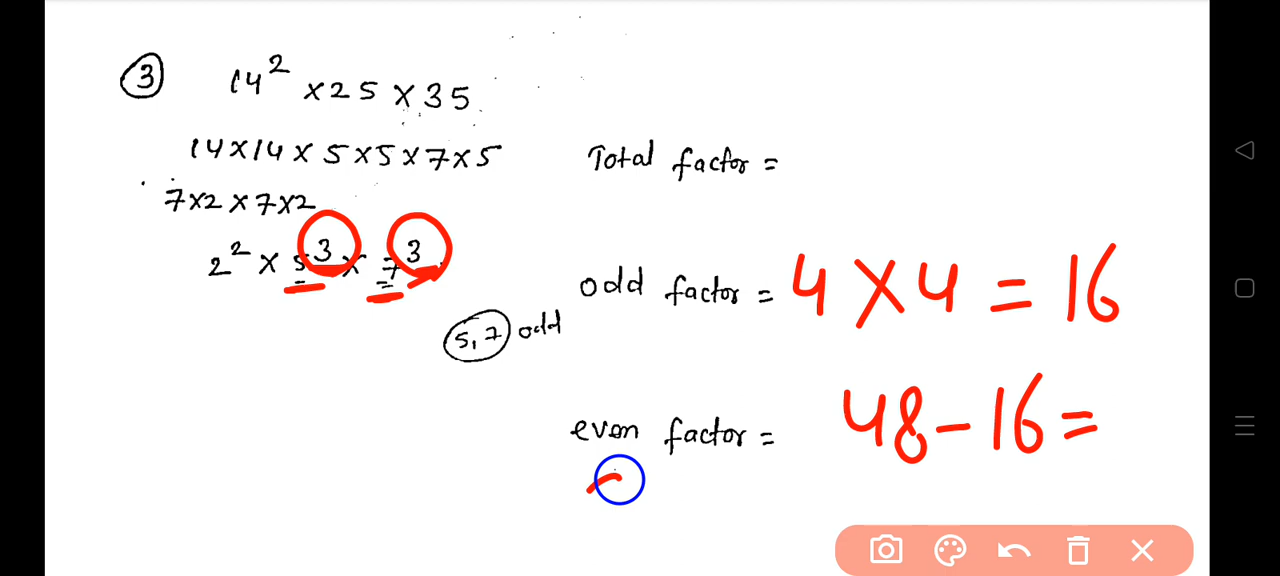 ③ 14² × 25 × 35
14 × 14 × 5 × 5 × 7 × 5
7×2 × 7×2
2² × 5³ × 7³
5, 7 odd
Total factor =
odd factor = 4 × 4 = 16
even factor = 48 - 16 =